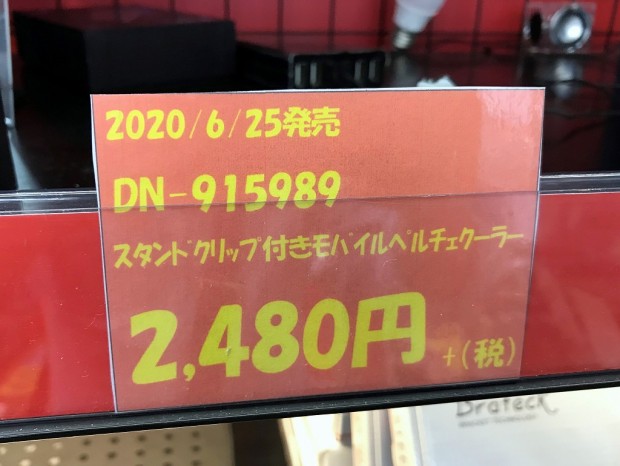 2020/6/25発売
DN-915989
スタンドクリップ付きモバイルペルチェクーラー
2,480円 +(税)
Brateck